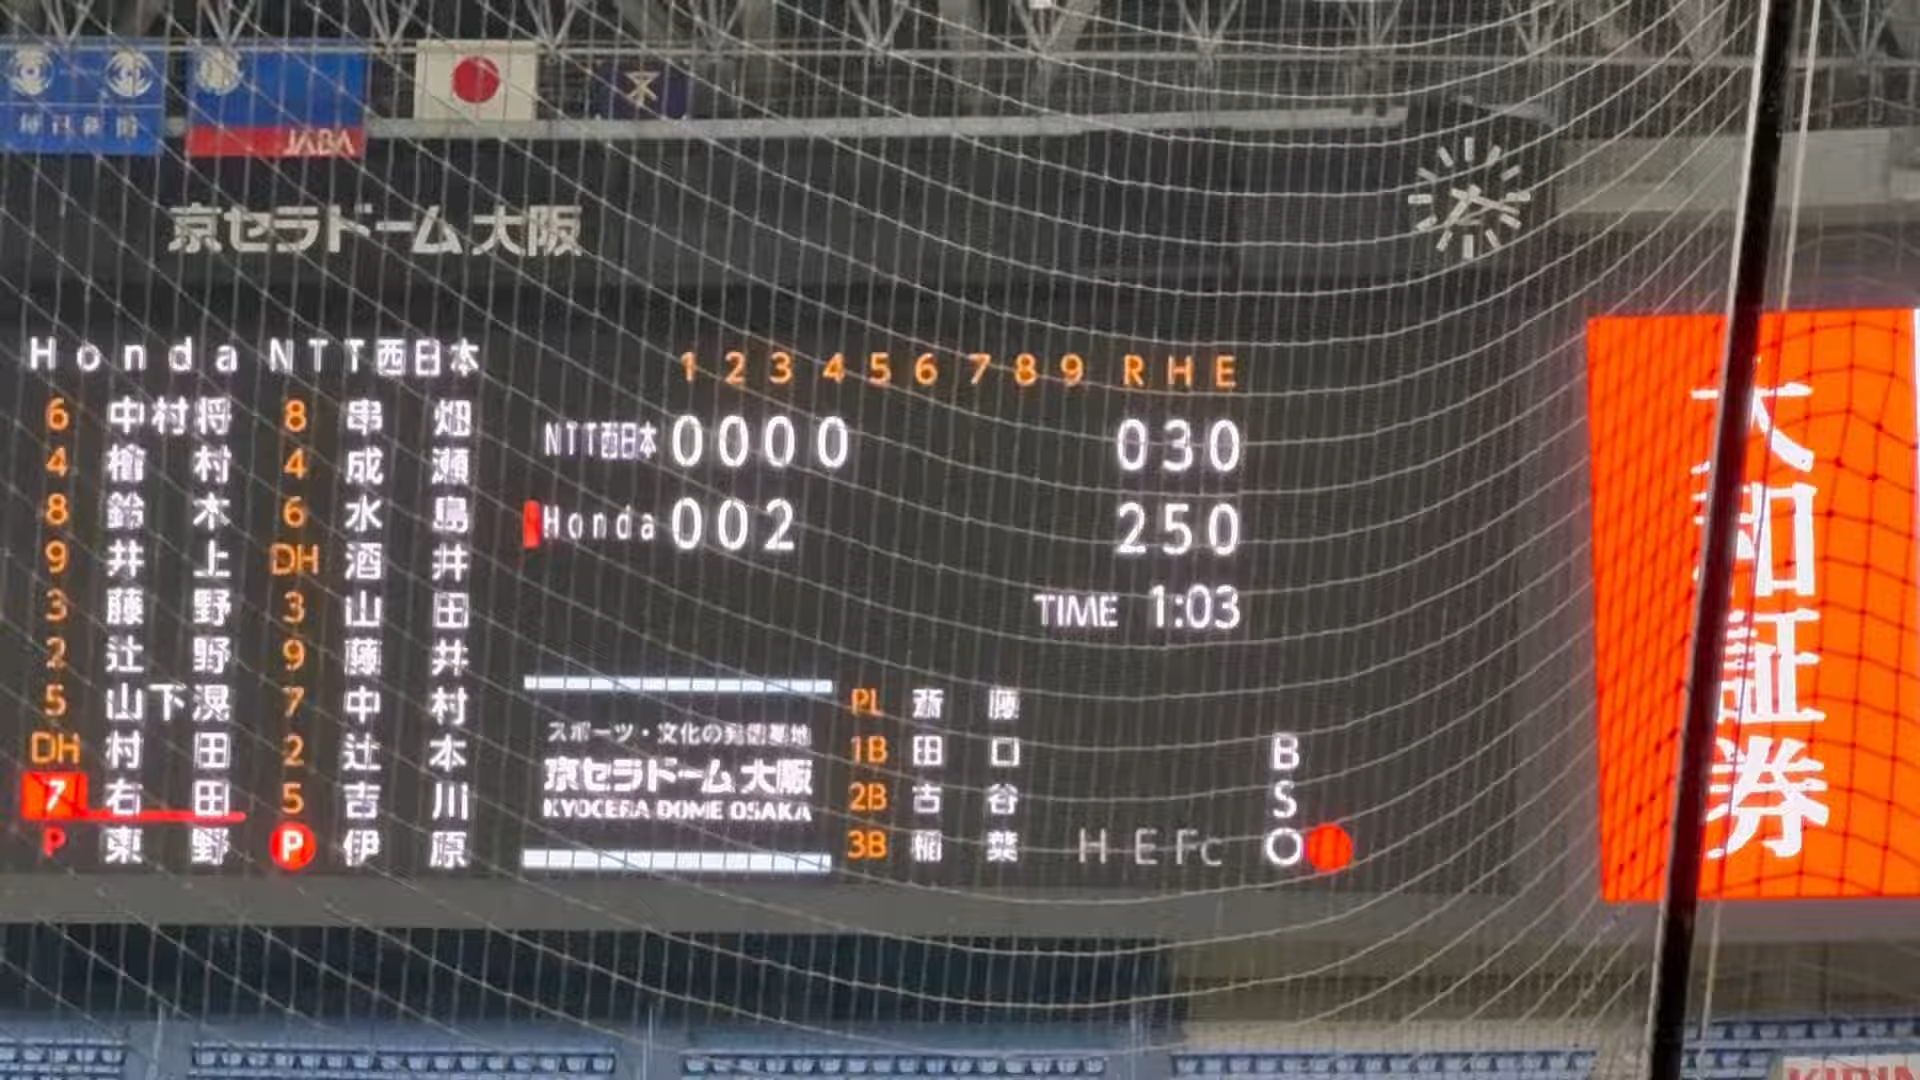 毎日新聞
JABA
京セラドーム大阪
Honda NTT西日本
6 中村将 8 串畑
4 檜村 4 成瀬
8 鈴木 6 水島
9 井上 DH 酒井
3 藤野 3 山田
2 辻野 9 藤井
5 山下滉 7 中村
DH 村田 2 辻本
7 右田 5 吉川
P 東野 P 伊原
1 2 3 4 5 6 7 8 9 R H E
NTT西日本 0 0 0 0 0 3 0
Honda 0 0 2 2 5 0
TIME 1:03
スポーツ・文化の発信基地
京セラドーム大阪
KYOCERA DOME OSAKA
PL 斎藤
1B 田口
2B 古谷
3B 稲葉
H E Fc
B
S
O
大和証券
KIRIN